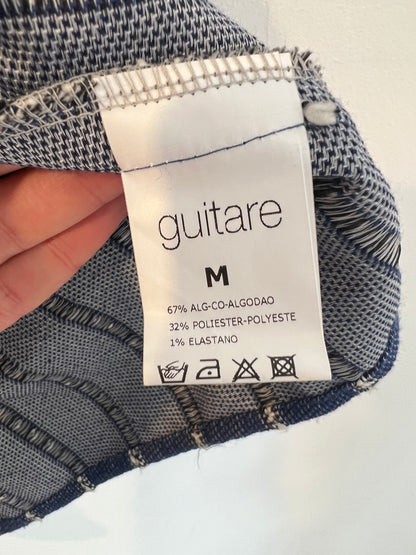 guitare
M
67% ALG-CO-ALGODAO
32% POLIESTER-POLYESTE
1% ELASTANO